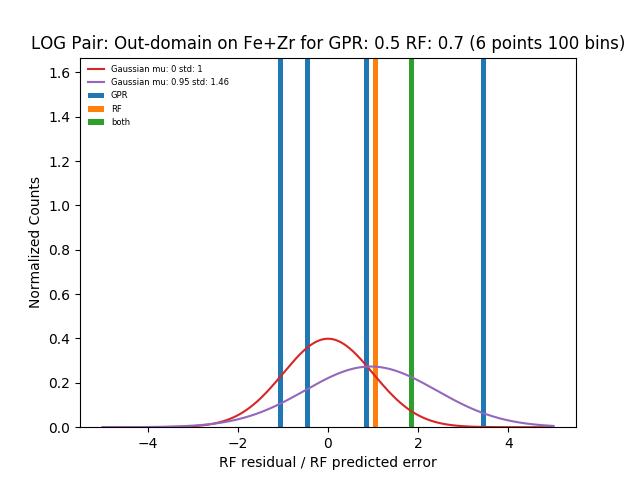 LOG Pair: Out-domain on Fe+Zr for GPR: 0.5 RF: 0.7 (6 points 100 bins)
Gaussian mu: 0 std: 1
Gaussian mu: 0.95 std: 1.46
GPR
RF
both
Normalized Counts
1.6
1.4
1.2
1.0
0.8
0.6
0.4
0.2
0.0
−4
−2
0
2
4
RF residual / RF predicted error